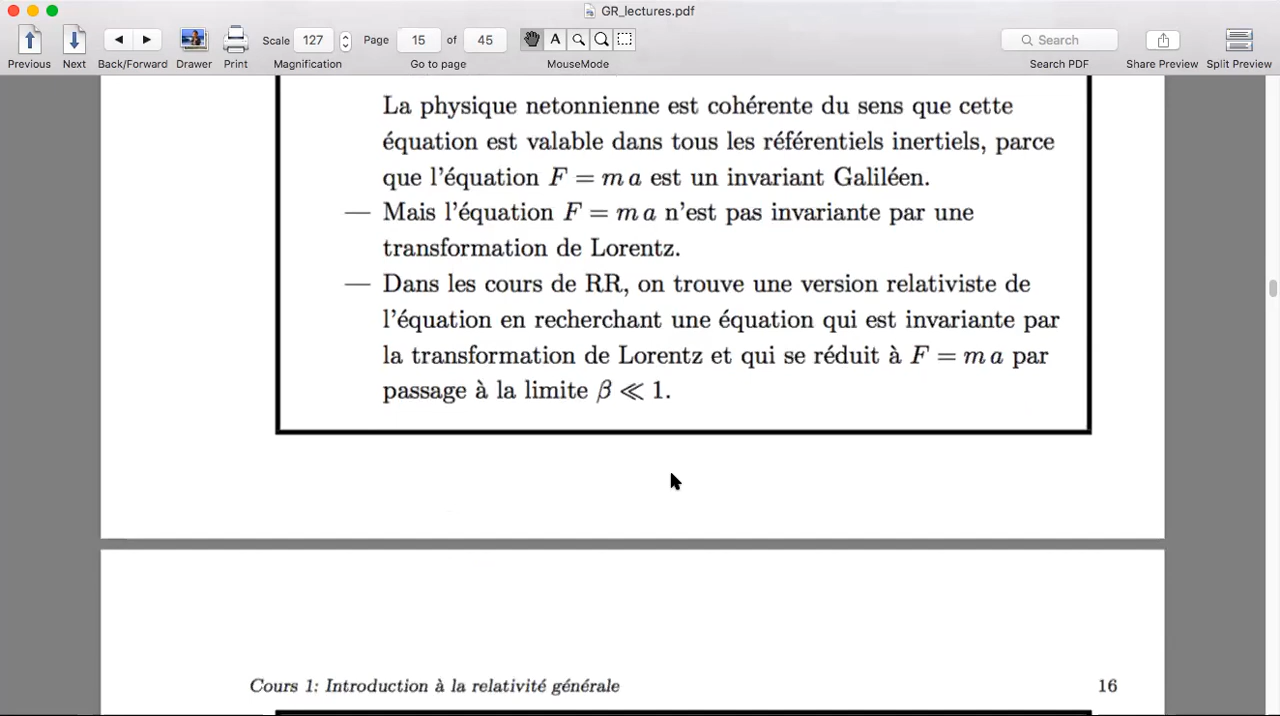 GR_lectures.pdf
Scale 127 Page 15 of 45 A Search
Previous Next Back/Forward Drawer Print Magnification Go to page MouseMode Search PDF Share Preview Split Preview
La physique netonnienne est cohérente du sens que cette
équation est valable dans tous les référentiels inertiels, parce
que l'équation F = m a est un invariant Galiléen.
— Mais l'équation F = m a n'est pas invariante par une
transformation de Lorentz.
— Dans les cours de RR, on trouve une version relativiste de
l'équation en recherchant une équation qui est invariante par
la transformation de Lorentz et qui se réduit à F = m a par
passage à la limite β ≪ 1.
Cours 1: Introduction à la relativité générale 16